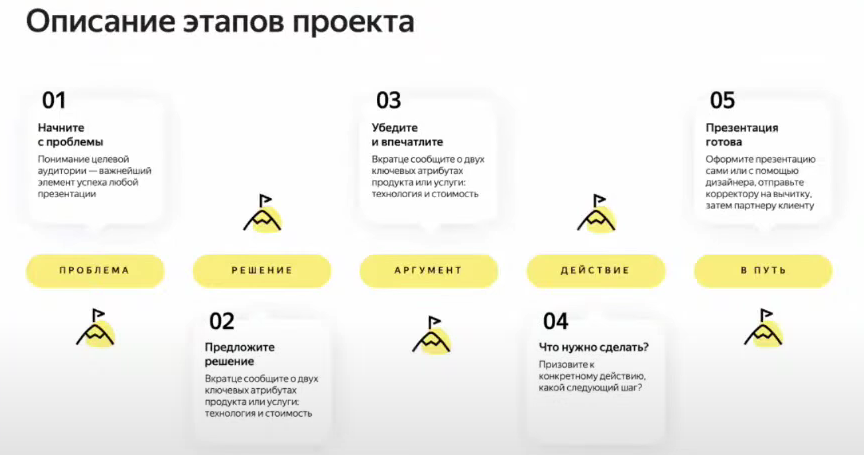 Описание этапов проекта
01
Начните
с проблемы
Понимание целевой
аудитории — важнейший
элемент успеха любой
презентации
03
Убедите
и впечатлите
Вкратце сообщите о двух
ключевых атрибутах
продукта или услуги:
технология и стоимость
05
Презентация
готова
Оформите презентацию
сами или с помощью
дизайнера, отправьте
корректору на вычитку,
затем партнеру клиенту
ПРОБЛЕМА
РЕШЕНИЕ
АРГУМЕНТ
ДЕЙСТВИЕ
В ПУТЬ
02
Предложите
решение
Вкратце сообщите о двух
ключевых атрибутах
продукта или услуги:
технология и стоимость
04
Что нужно сделать?
Призовите к
конкретному действию,
какой следующий шаг?